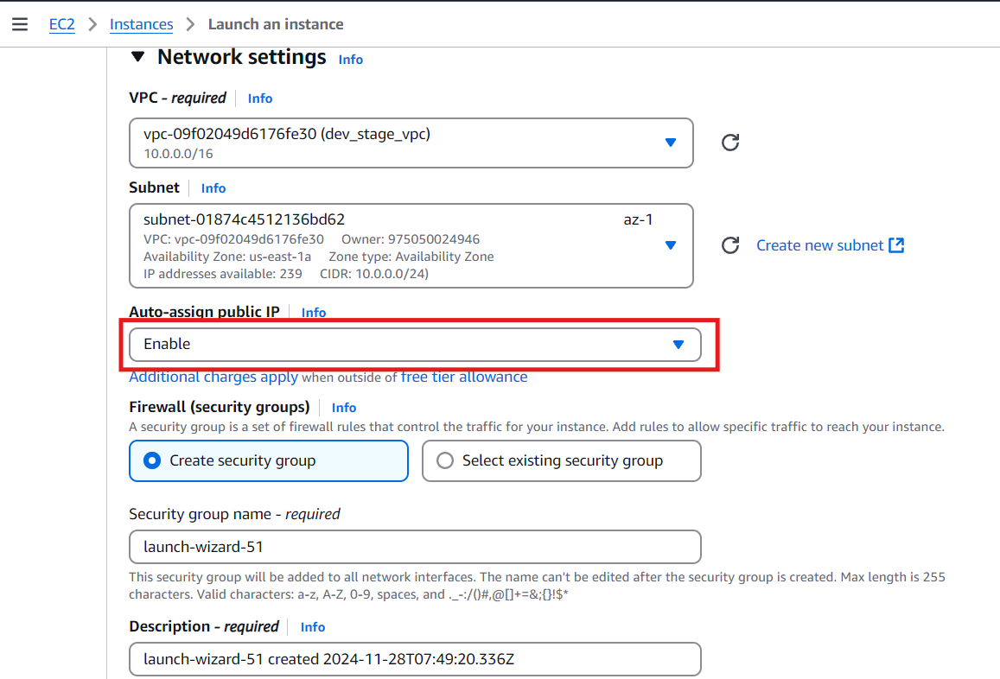 EC2 > Instances > Launch an instance
Network settings Info
VPC - required Info
vpc-09f02049d6176fe30 (dev_stage_vpc)
10.0.0.0/16
Subnet Info
subnet-01874c4512136bd62 az-1
VPC: vpc-09f02049d6176fe30 Owner: 975050024946
Availability Zone: us-east-1a Zone type: Availability Zone
IP addresses available: 239 CIDR: 10.0.0.0/24)
Create new subnet
Auto-assign public IP Info
Enable
Additional charges apply when outside of free tier allowance
Firewall (security groups) Info
A security group is a set of firewall rules that control the traffic for your instance. Add rules to allow specific traffic to reach your instance.
Create security group
Select existing security group
Security group name - required
launch-wizard-51
This security group will be added to all network interfaces. The name can't be edited after the security group is created. Max length is 255
characters. Valid characters: a-z, A-Z, 0-9, spaces, and ._-:/()#,@[]+=&;{}!$*
Description - required Info
launch-wizard-51 created 2024-11-28T07:49:20.336Z